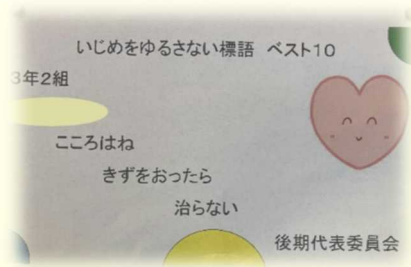 いじめをゆるさない標語 ベスト10
3年2組
こころはね
きずをおったら
治らない
後期代表委員会